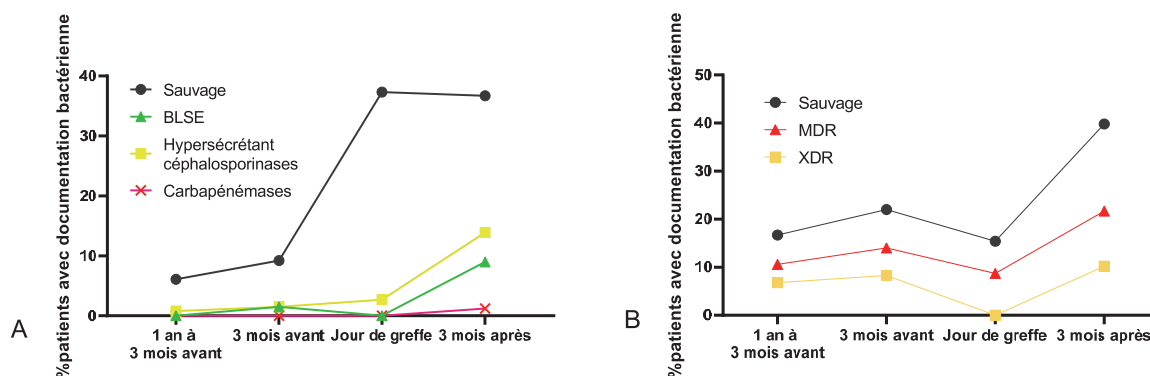 %patients avec documentation bactérienne
40
30
20
10
0
Sauvage
BLSE
Hypersécrétant
céphalosporinases
Carbapénémases
1 an à
3 mois avant
3 mois avant
Jour de greffe
3 mois après
A
%patients avec documentation bactérienne
50
40
30
20
10
0
Sauvage
MDR
XDR
1 an à
3 mois avant
3 mois avant
Jour de greffe
3 mois après
B